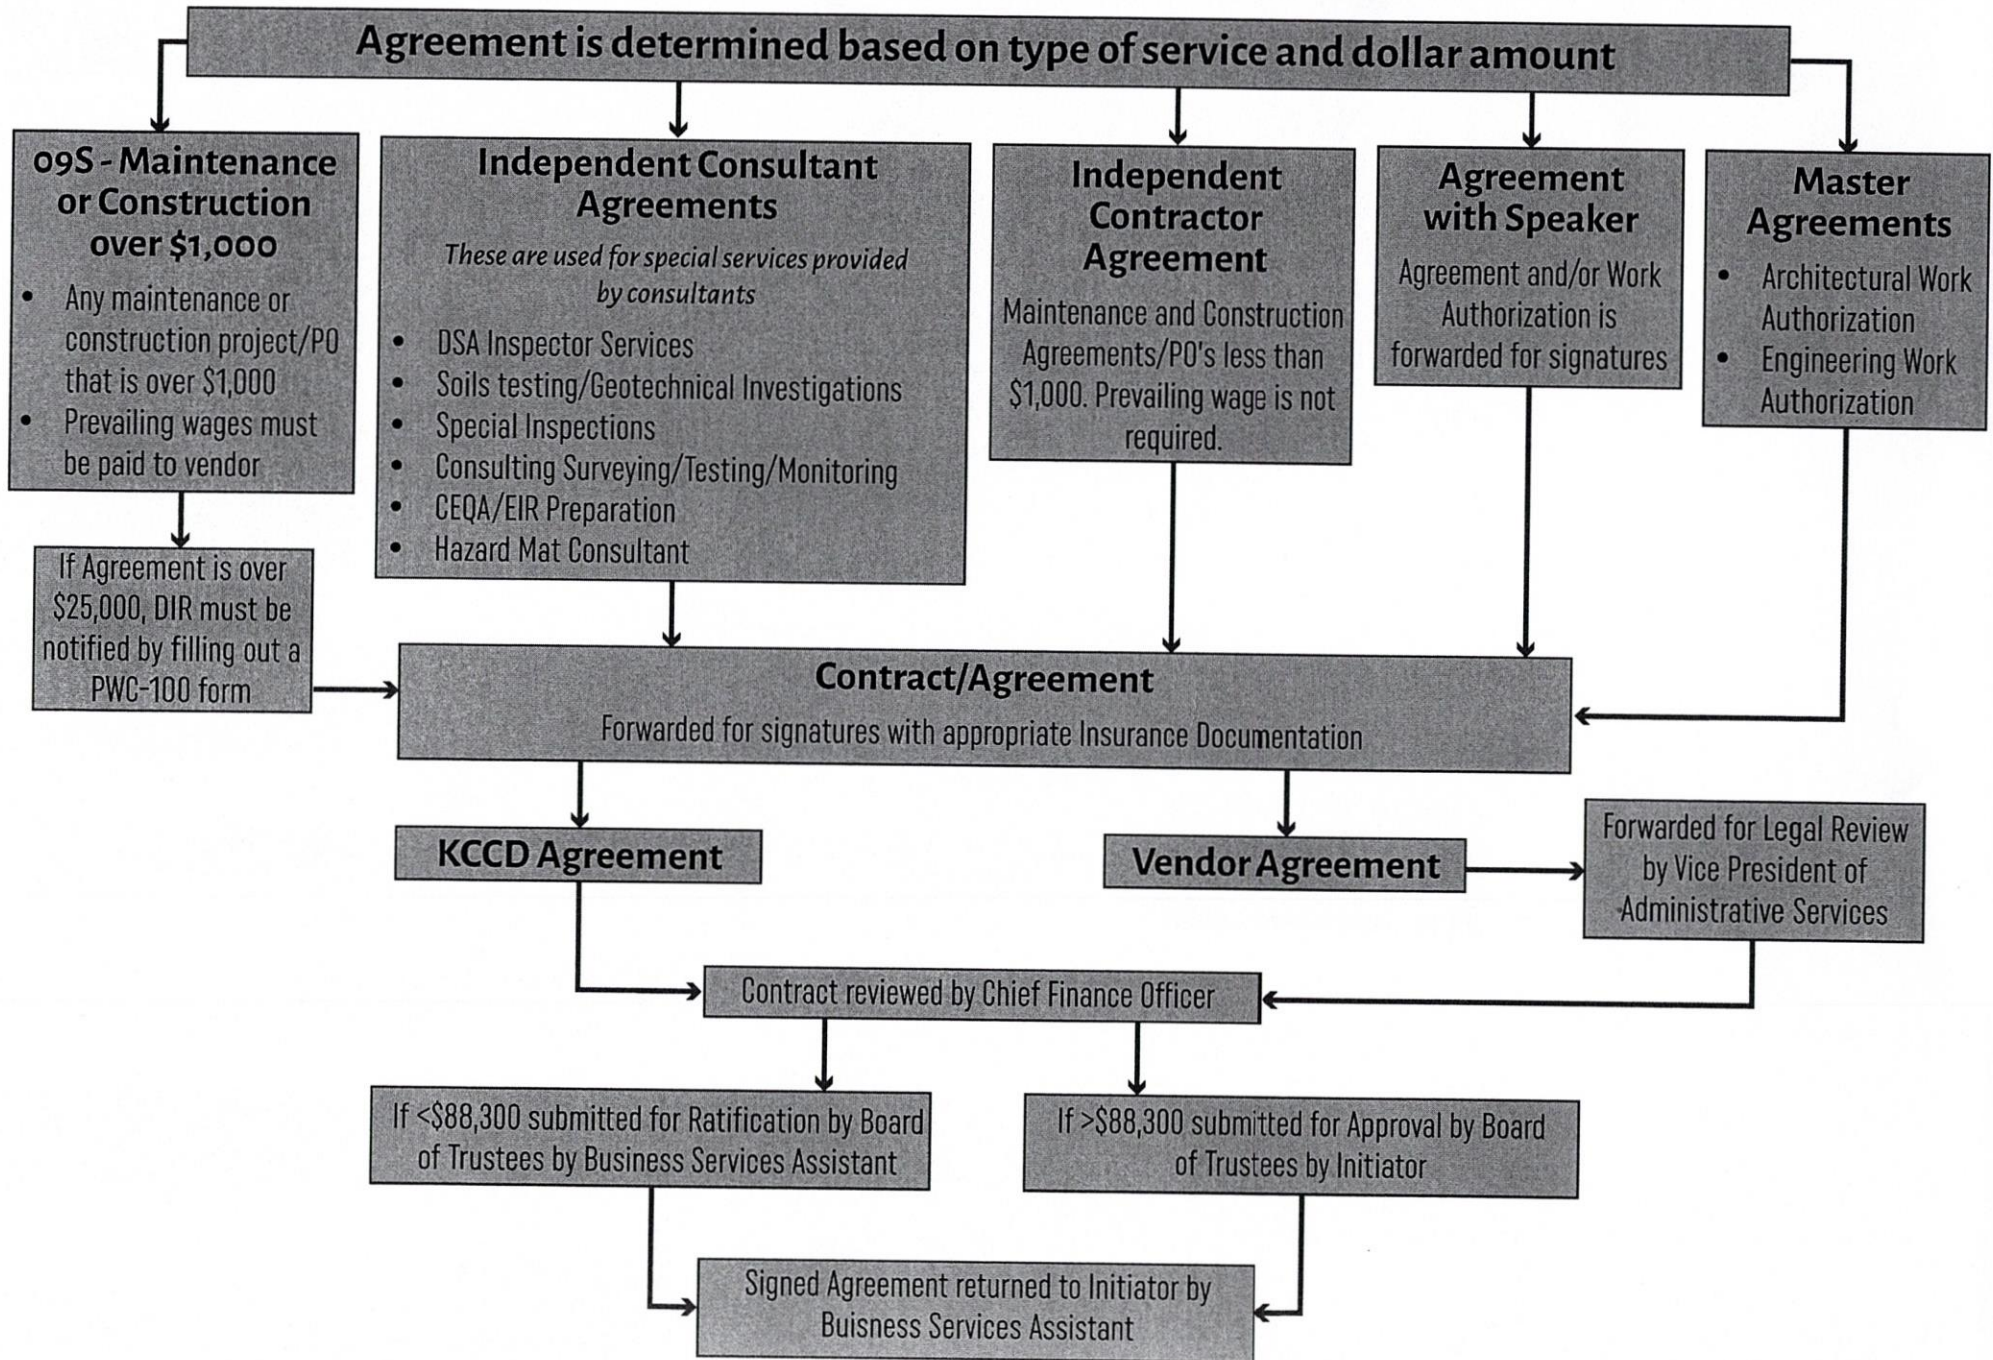 Agreement is determined based on type of service and dollar amount
09S - Maintenance
or Construction
over $1,000
• Any maintenance or
construction project/PO
that is over $1,000
• Prevailing wages must
be paid to vendor
Independent Consultant
Agreements
These are used for special services provided
by consultants
• DSA Inspector Services
• Soils testing/Geotechnical Investigations
• Special Inspections
• Consulting Surveying/Testing/Monitoring
• CEQA/EIR Preparation
• Hazard Mat Consultant
Independent
Contractor
Agreement
Maintenance and Construction
Agreements/PO's less than
$1,000. Prevailing wage is not
required.
Agreement
with Speaker
Agreement and/or Work
Authorization is
forwarded for signatures
Master
Agreements
• Architectural Work
Authorization
• Engineering Work
Authorization
If Agreement is over
$25,000, DIR must be
notified by filling out a
PWC-100 form
Contract/Agreement
Forwarded for signatures with appropriate Insurance Documentation
KCCD Agreement
Vendor Agreement
Forwarded for Legal Review
by Vice President of
Administrative Services
Contract reviewed by Chief Finance Officer
If <$88,300 submitted for Ratification by Board
of Trustees by Business Services Assistant
If >$88,300 submitted for Approval by Board
of Trustees by Initiator
Signed Agreement returned to Initiator by
Buisness Services Assistant